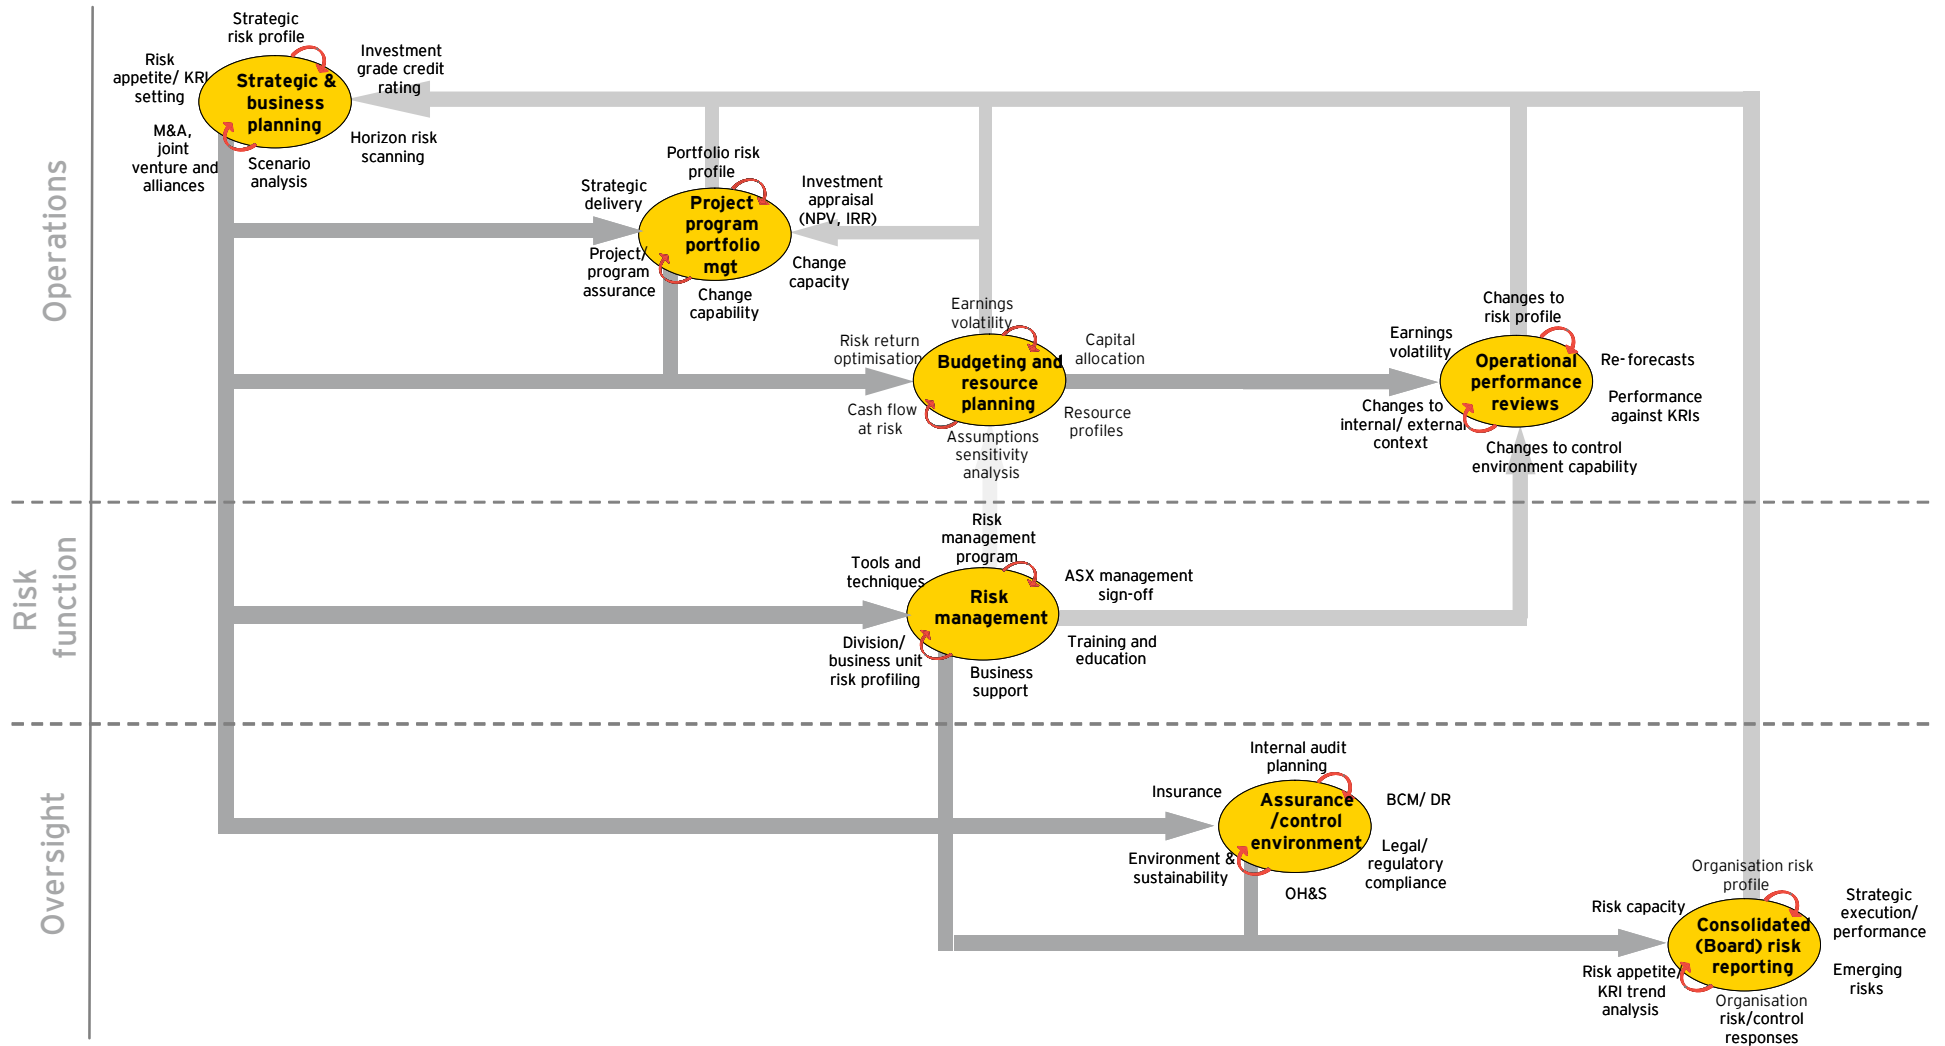 Operations
Risk
function
Oversight
Strategic
risk profile
Risk
appetite/ KRI
setting
Investment
grade credit
rating
Strategic &
business
planning
M&A,
joint
venture and
alliances
Scenario
analysis
Horizon risk
scanning
Portfolio risk
profile
Strategic
delivery
Investment
appraisal
(NPV, IRR)
Project
program
portfolio
mgt
Project/
program
assurance
Change
capability
Change
capacity
Earnings
volatility
Risk return
optimisation
Capital
allocation
Budgeting and
resource
planning
Cash flow
at risk
Assumptions
sensitivity
analysis
Resource
profiles
Changes to
risk profile
Earnings
volatility
Re-forecasts
Operational
performance
reviews
Performance
against KRIs
Changes to
internal/ external
context
Changes to control
environment capability
Risk
management
program
Tools and
techniques
ASX management
sign-off
Risk
management
Division/
business unit
risk profiling
Business
support
Training and
education
Internal audit
planning
Insurance
BCM/ DR
Assurance
/control
environment
Environment &
sustainability
OH&S
Legal/
regulatory
compliance
Organisation risk
profile
Risk capacity
Strategic
execution/
performance
Consolidated
(Board) risk
reporting
Risk appetite/
KRI trend
analysis
Organisation
risk/control
responses
Emerging
risks